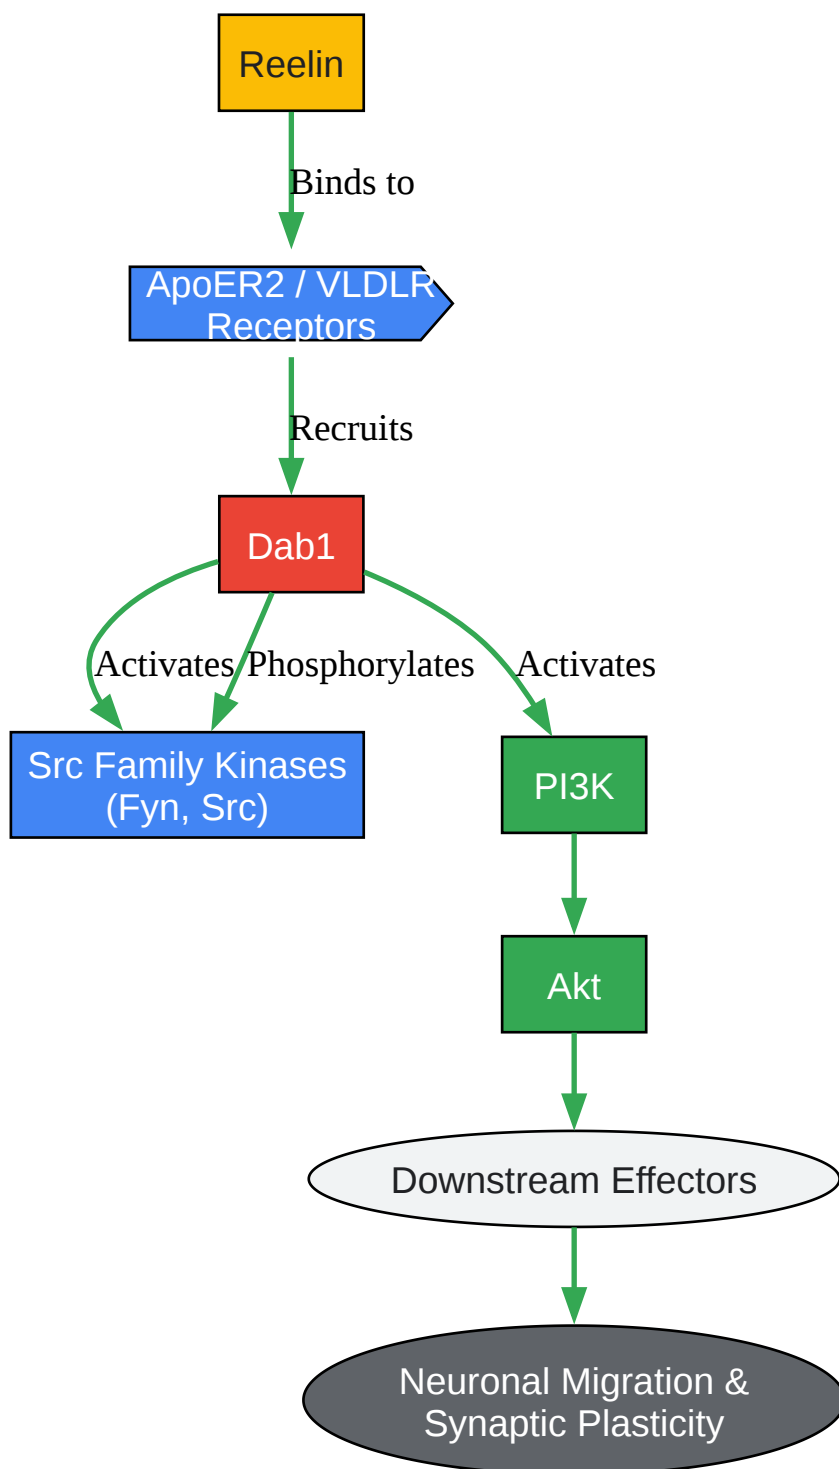 Reelin
Binds to
ApoER2 / VLDLR
Receptors
Recruits
Dab1
Activates
Phosphorylates
Activates
Src Family Kinases
(Fyn, Src)
PI3K
Akt
Downstream Effectors
Neuronal Migration &
Synaptic Plasticity